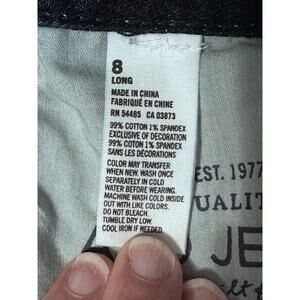 8
LONG
MADE IN CHINA
FABRIQUÉ EN CHINE
RN 54485 CA 03873
99% COTTON 1% SPANDEX
EXCLUSIVE OF DECORATION
99% COTTON 1% SPANDEX
SANS LES DÉCORATIONS
COLOR MAY TRANSFER
WHEN NEW. WASH ONCE
SEPARATELY IN COLD
WATER BEFORE WEARING.
MACHINE WASH COLD INSIDE
OUT WITH LIKE COLORS.
DO NOT BLEACH.
TUMBLE DRY LOW.
COOL IRON IF NEEDED.
EST. 1977